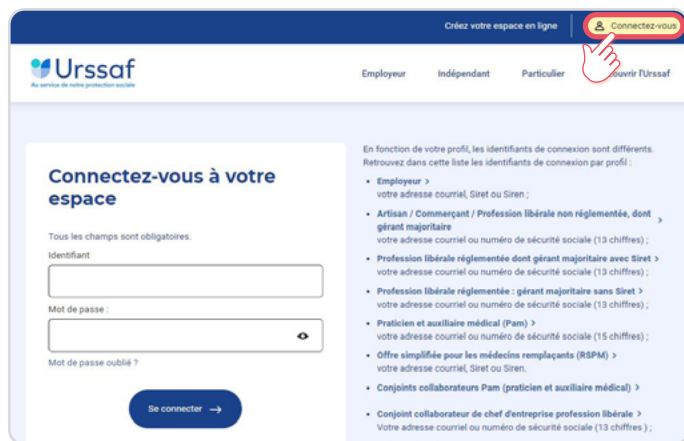 Créez votre espace en ligne
Connectez-vous
Urssaf
Au service de notre protection sociale
Employeur
Indépendant
Particulier
couvrir l'Urssaf
Connectez-vous à votre
espace
Tous les champs sont obligatoires.
Identifiant
Mot de passe :
Mot de passe oublié ?
Se connecter →
En fonction de votre profil, les identifiants de connexion sont différents.
Retrouvez dans cette liste les identifiants de connexion par profil :
• Employeur >
votre adresse courriel, Siret ou Siren ;
• Artisan / Commerçant / Profession libérale non réglementée, dont
gérant majoritaire >
votre adresse courriel ou numéro de sécurité sociale (13 chiffres) ;
• Profession libérale réglementée dont gérant majoritaire avec Siret >
votre adresse courriel ou numéro de sécurité sociale (13 chiffres) ;
• Profession libérale réglementée : gérant majoritaire sans Siret >
votre adresse courriel ou numéro de sécurité sociale (13 chiffres) ;
• Praticien et auxiliaire médical (Pam) >
votre adresse courriel ou numéro de sécurité sociale (15 chiffres) ;
• Offre simplifiée pour les médecins remplaçants (RSPM) >
votre adresse courriel, Siret ou Siren.
• Conjoints collaborateurs Pam (praticien et auxiliaire médical) >
• Conjoint collaborateur de chef d'entreprise profession libérale >
Votre adresse courriel ou numéro de sécurité sociale (13 chiffres ) ;